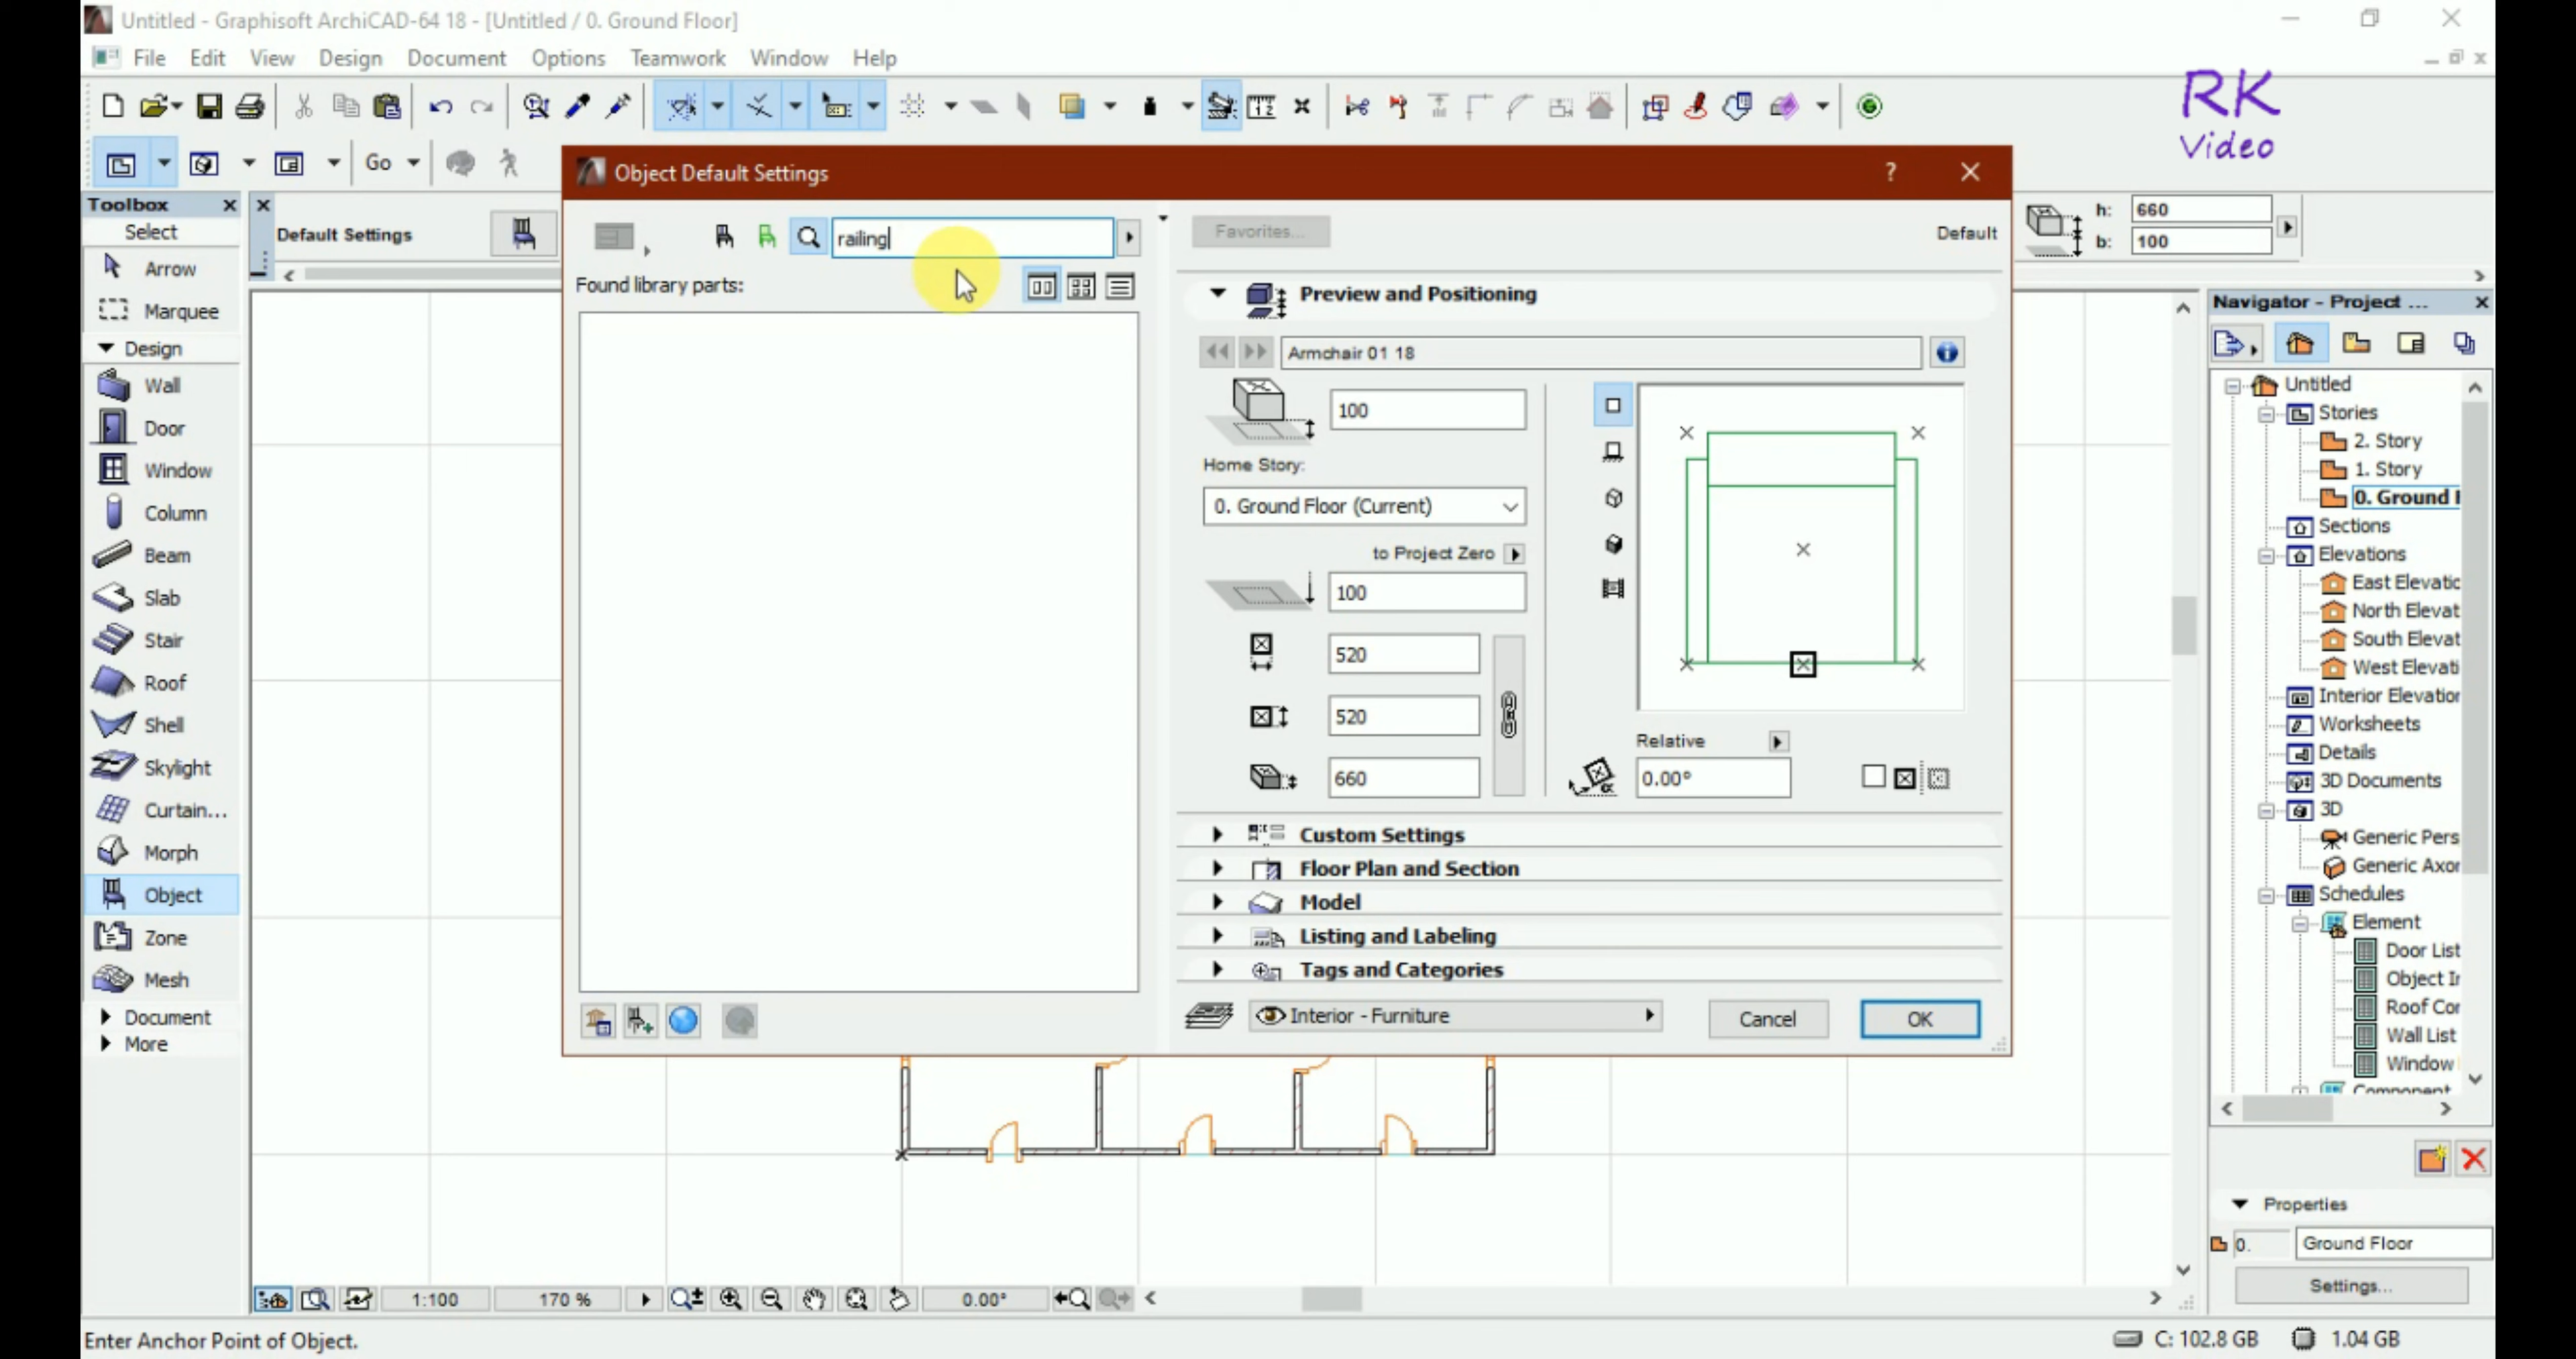 Untitled - Graphisoft ArchiCAD-64 18 - [Untitled / 0. Ground Floor]
File Edit View Design Document Options Teamwork Window Help
RK
Video
Go
Toolbox
Select
Arrow
Marquee
Design
Wall
Door
Window
Column
Beam
Slab
Stair
Roof
Shell
Skylight
Curtain...
Morph
Object
Zone
Mesh
Document
More
Default Settings
Object Default Settings
?
railing
Found library parts:
Favorites...
Default
Preview and Positioning
Armchair 01 18
100
Home Story:
0. Ground Floor (Current)
to Project Zero
100
520
520
660
Relative
0.00°
Custom Settings
Floor Plan and Section
Model
Listing and Labeling
Tags and Categories
Interior - Furniture
Cancel
OK
h: 660
b: 100
Navigator - Project ...
Untitled
Stories
2. Story
1. Story
0. Ground
Sections
Elevations
East Elevatio
North Elevat
South Elevat
West Elevati
Interior Elevation
Worksheets
Details
3D Documents
3D
Generic Pers
Generic Axo
Schedules
Element
Door List
Object In
Roof Cor
Wall List
Window
Component
Properties
0. Ground Floor
Settings...
1:100 170 % 0.00°
Enter Anchor Point of Object.
C: 102.8 GB 1.04 GB